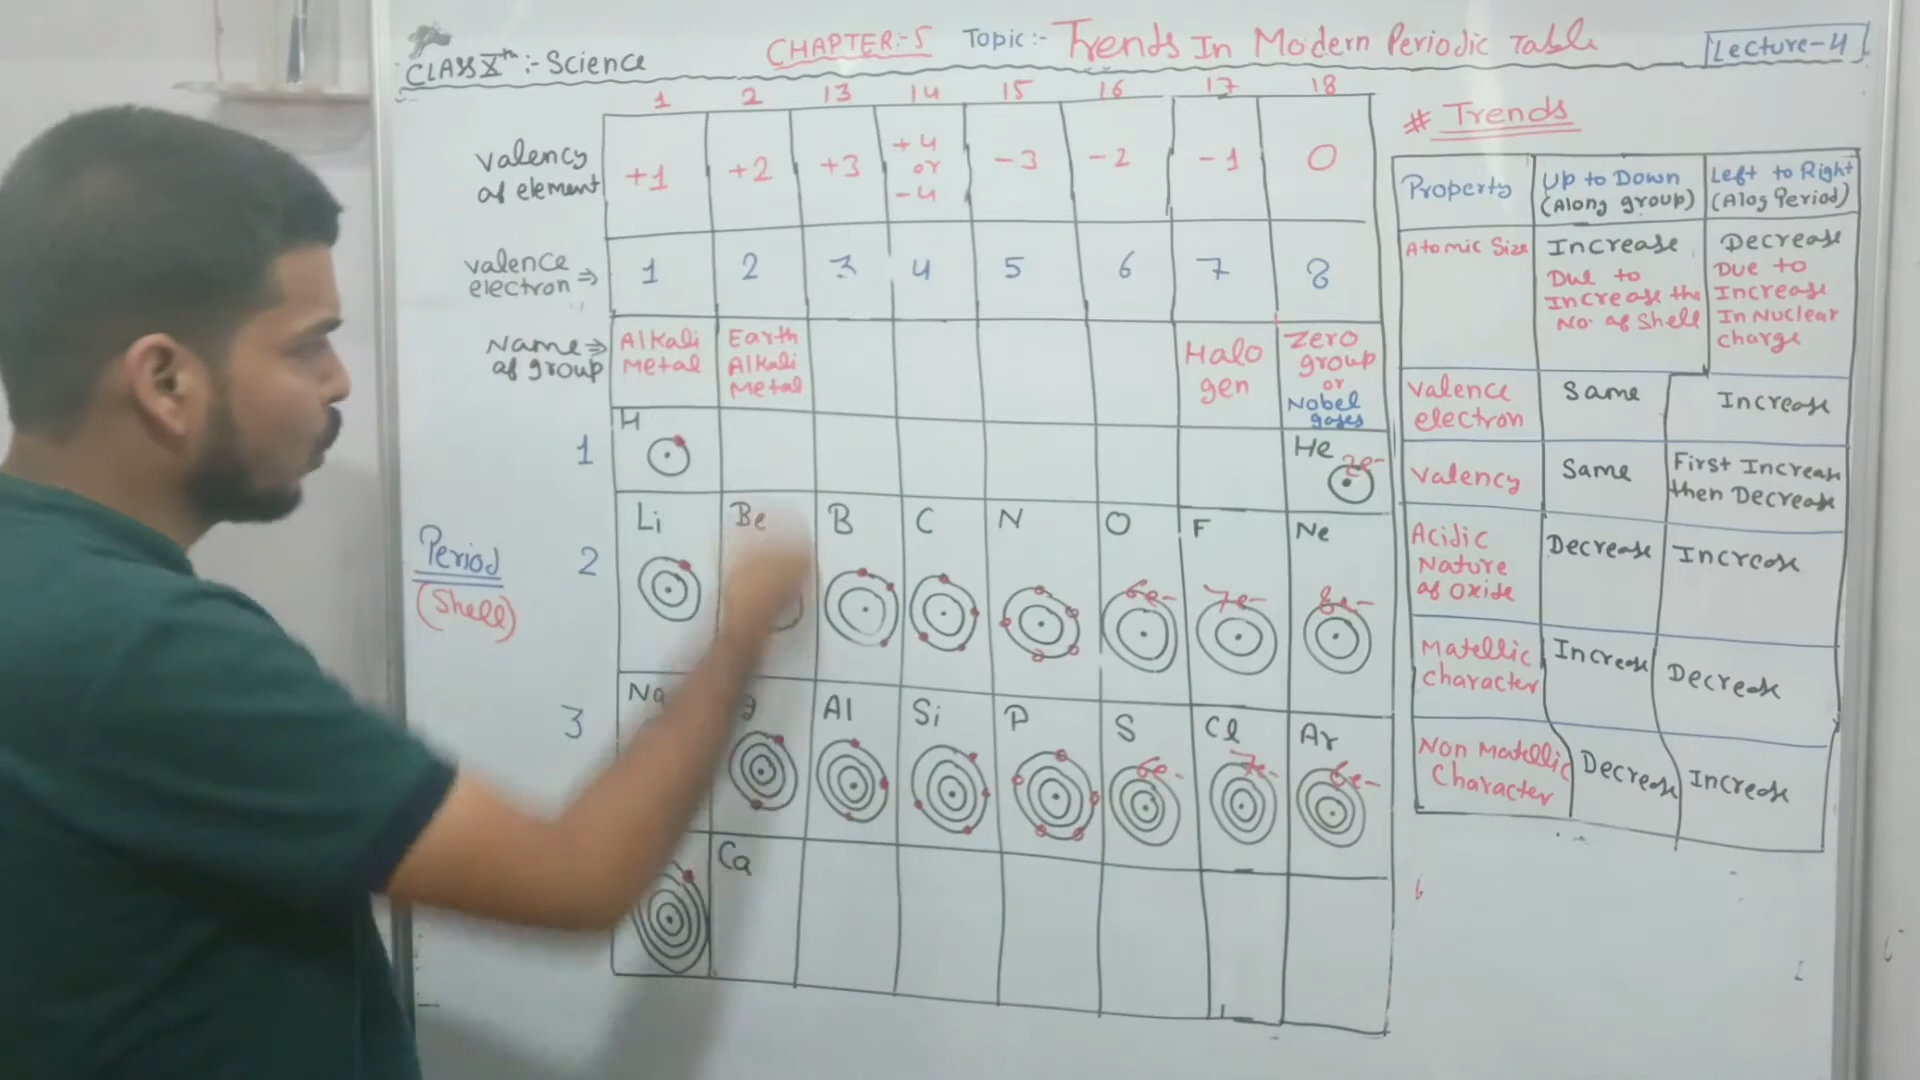 CLASS Xth:- Science
CHAPTER:-5 Topic:- Trends In Modern Periodic Table
Lecture-4
1 2 13 14 15 16 17 18
valency
of element
+1 +2 +3 +4 or -4 -3 -2 -1 0
valence
electron ⇒
1 2 3 4 5 6 7 8
Name ⇒
of group
Alkali
Metal
Earth
Alkali
Metal
Halo
gen
Zero
group
or
Nobel
gases
1
H
He
2e-
Period
(Shell)
2
Li Be B C N O F Ne
6e- 7e- 8e-
3
Na g Al Si P S Cl Ar
6e- 7e- 8e-
Ca
# Trends
Property
Up to Down
(Along group)
Left to Right
(Alog Period)
Atomic Size
Increase
Due to
Increase the
No. of Shell
Decrease
Due to
Increase
In Nuclear
charge
Valence
electron
Same
Increase
Valency
Same
First Increase
then Decrease
Acidic
Nature
of Oxide
Decrease
Increase
Matellic
character
Increase
Decrease
Non Matellic
Character
Decrease
Increase